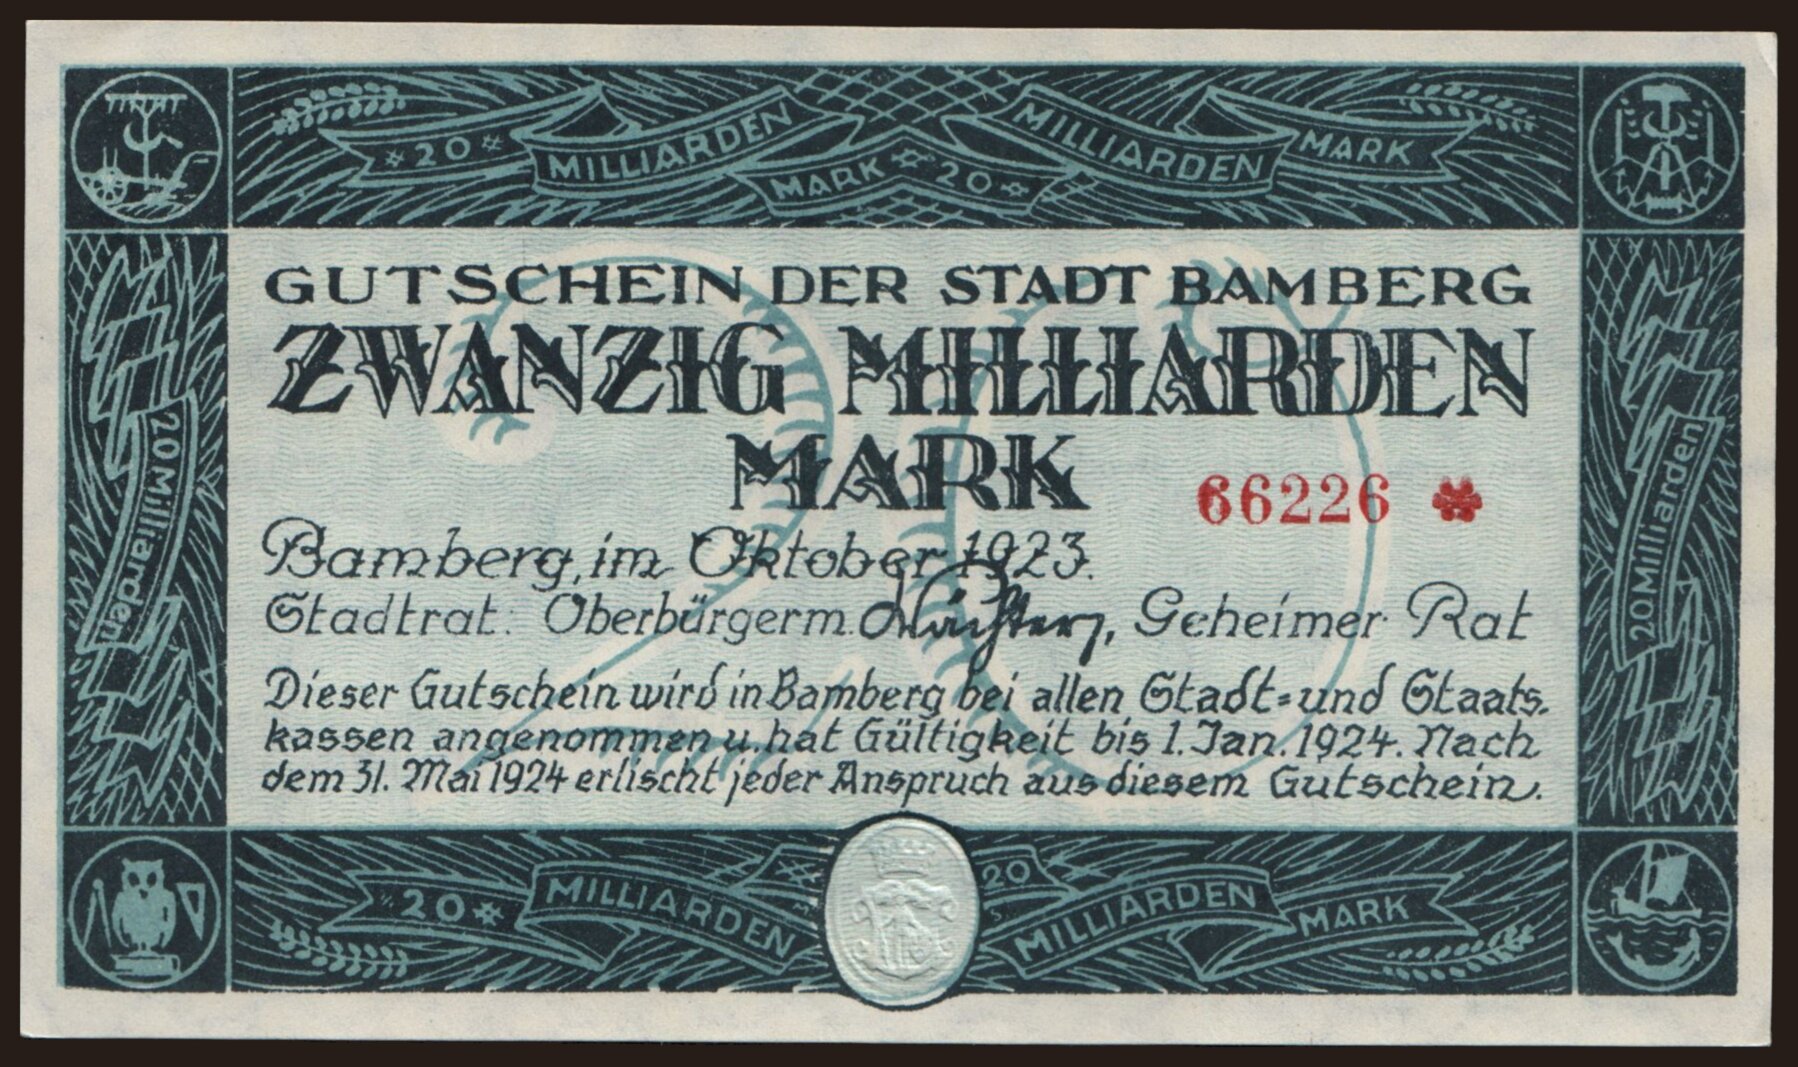 * 20 * MILLIARDEN MARK * 20 * MILLIARDEN MARK
GUTSCHEIN DER STADT BAMBERG
ZWANZIG MILLIARDEN
MARK
66226
Bamberg, im Oktober 1923.
Stadtrat: Oberbürgerm. Wächter, Geheimer Rat
Dieser Gutschein wird in Bamberg bei allen Stadt= und Staats-
kassen angenommen u. hat Gültigkeit bis 1. Jan. 1924. Nach
dem 31. Mai 1924 erlischt jeder Anspruch aus diesem Gutschein.
20 Milliarden
20 Milliarden
20 * MILLIARDEN
20 MILLIARDEN MARK